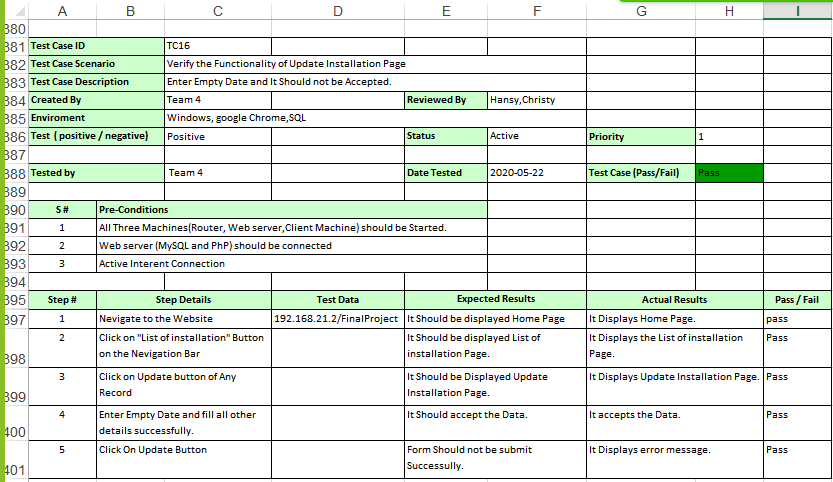 A B C D E F G H I
380
381 Test Case ID TC16
382 Test Case Scenario Verify the Functionality of Update Installation Page
383 Test Case Description Enter Empty Date and It Should not be Accepted.
384 Created By Team 4 Reviewed By Hansy,Christy
385 Enviroment Windows, google Chrome,SQL
386 Test ( positive / negative) Positive Status Active Priority 1
387
388 Tested by Team 4 Date Tested 2020-05-22 Test Case (Pass/Fail) Pass
389
390 S # Pre-Conditions
391 1 All Three Machines(Router, Web server,Client Machine) should be Started.
392 2 Web server (MySQL and PhP) should be connected
393 3 Active Interent Connection
394
395 Step # Step Details Test Data Expected Results Actual Results Pass / Fail
397 1 Nevigate to the Website 192.168.21.2/FinalProject It Should be displayed Home Page It Displays Home Page. pass
2 Click on "List of installation" Button It Should be displayed List of It Displays the List of installation Pass
398 on the Nevigation Bar installation Page. Page.
3 Click on Update button of Any It Should be Displayed Update It Displays Update Installation Page. Pass
399 Record Installation Page.
4 Enter Empty Date and fill all other It Should accept the Data. It accepts the Data. Pass
400 details successfully.
5 Click On Update Button Form Should not be submit It Displays error message. Pass
401 Successully.